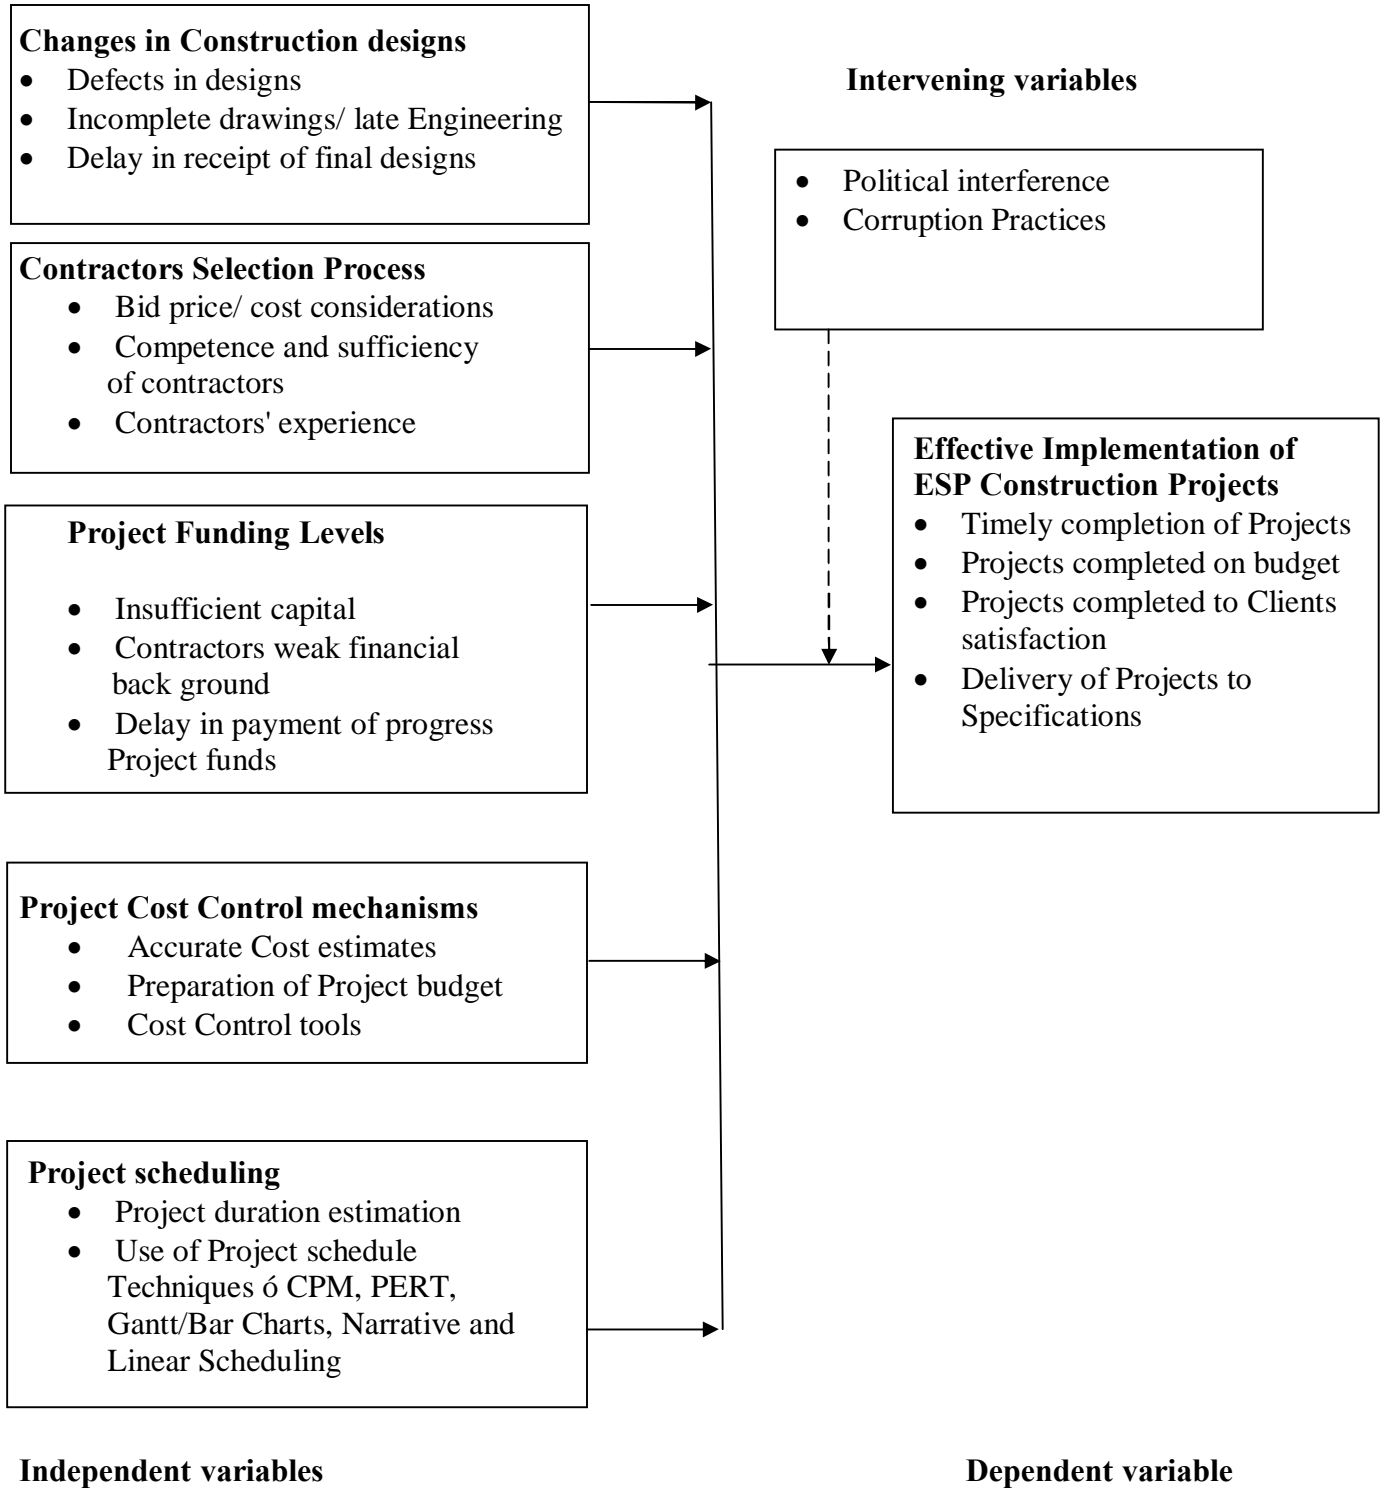 Changes in Construction designs
• Defects in designs
• Incomplete drawings/ late Engineering
• Delay in receipt of final designs
Intervening variables
• Political interference
• Corruption Practices
Contractors Selection Process
• Bid price/ cost considerations
• Competence and sufficiency
of contractors
• Contractors' experience
Effective Implementation of
ESP Construction Projects
• Timely completion of Projects
• Projects completed on budget
• Projects completed to Clients
satisfaction
• Delivery of Projects to
Specifications
Project Funding Levels
• Insufficient capital
• Contractors weak financial
back ground
• Delay in payment of progress
Project funds
Project Cost Control mechanisms
• Accurate Cost estimates
• Preparation of Project budget
• Cost Control tools
Project scheduling
• Project duration estimation
• Use of Project schedule
Techniques ó CPM, PERT,
Gantt/Bar Charts, Narrative and
Linear Scheduling
Independent variables
Dependent variable